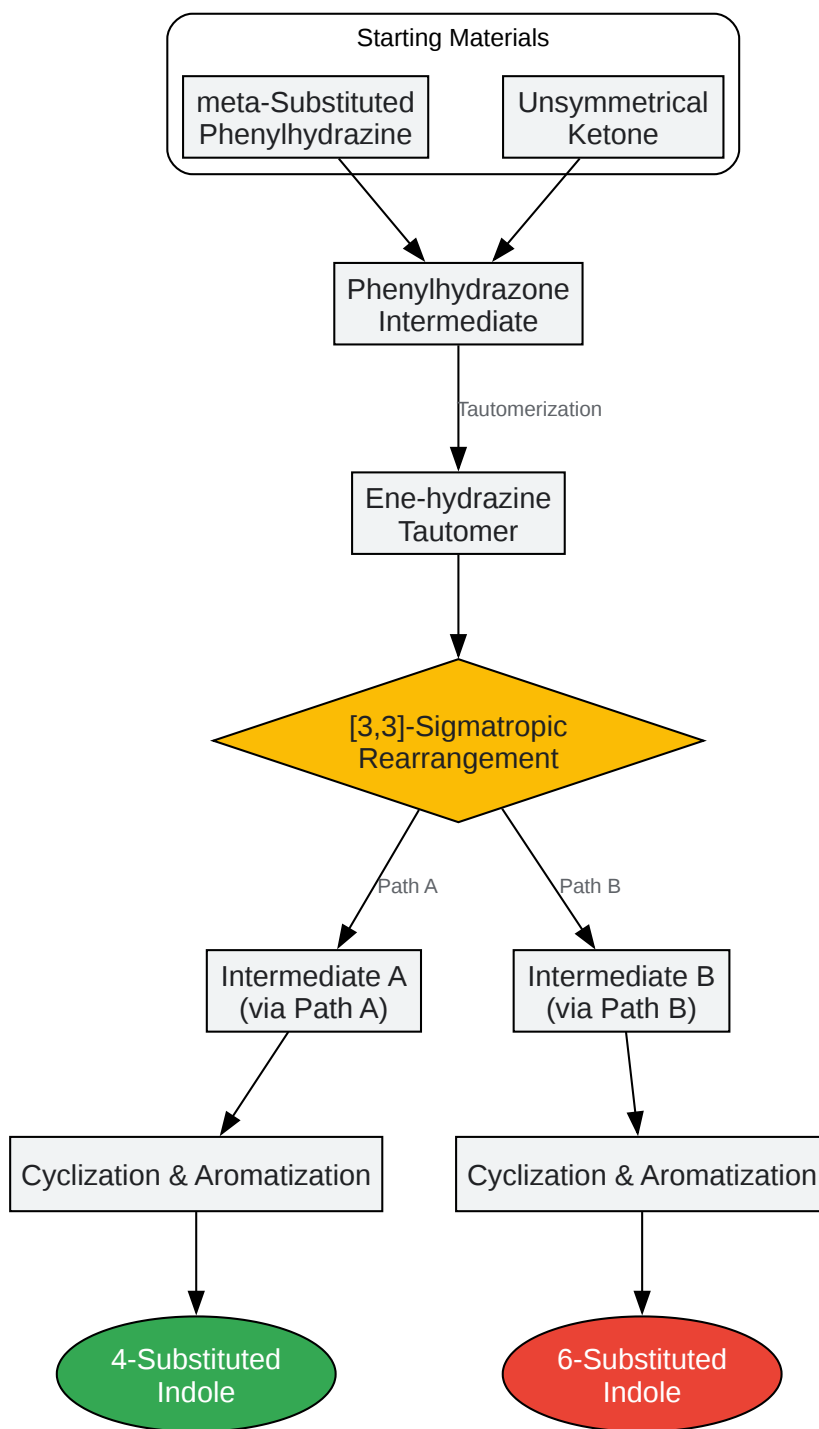 Starting Materials
meta-Substituted
Phenylhydrazine
Unsymmetrical
Ketone
Phenylhydrazone
Intermediate
Tautomerization
Ene-hydrazine
Tautomer
[3,3]-Sigmatropic
Rearrangement
Path A
Path B
Intermediate A
(via Path A)
Intermediate B
(via Path B)
Cyclization & Aromatization
Cyclization & Aromatization
4-Substituted
Indole
6-Substituted
Indole